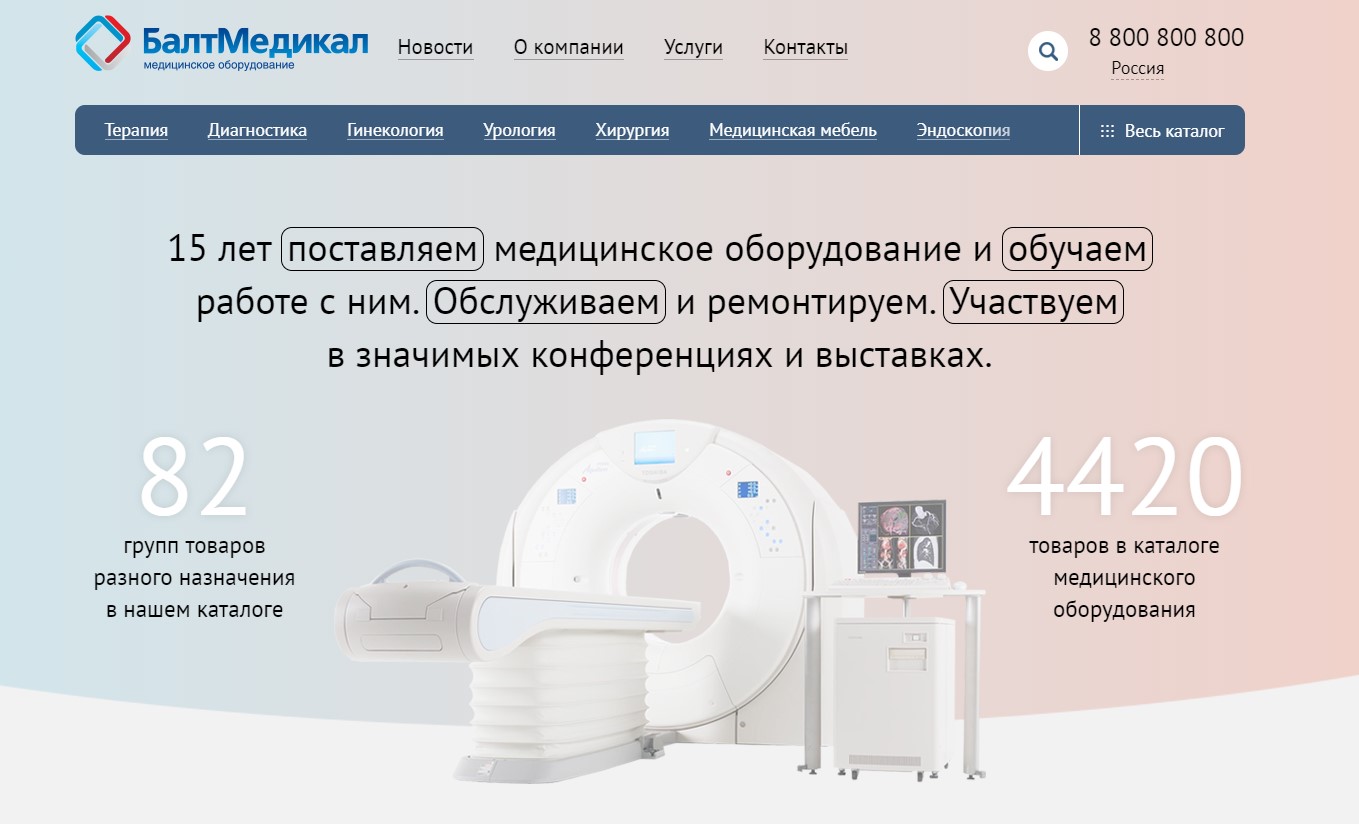 БалтМедикал
медицинское оборудование
Новости О компании Услуги Контакты
8 800 800 800
Россия
Терапия Диагностика Гинекология Урология Хирургия Медицинская мебель Эндоскопия Весь каталог
15 лет поставляем медицинское оборудование и обучаем
работе с ним. Обслуживаем и ремонтируем. Участвуем
в значимых конференциях и выставках.
82
групп товаров
разного назначения
в нашем каталоге
4420
товаров в каталоге
медицинского
оборудования